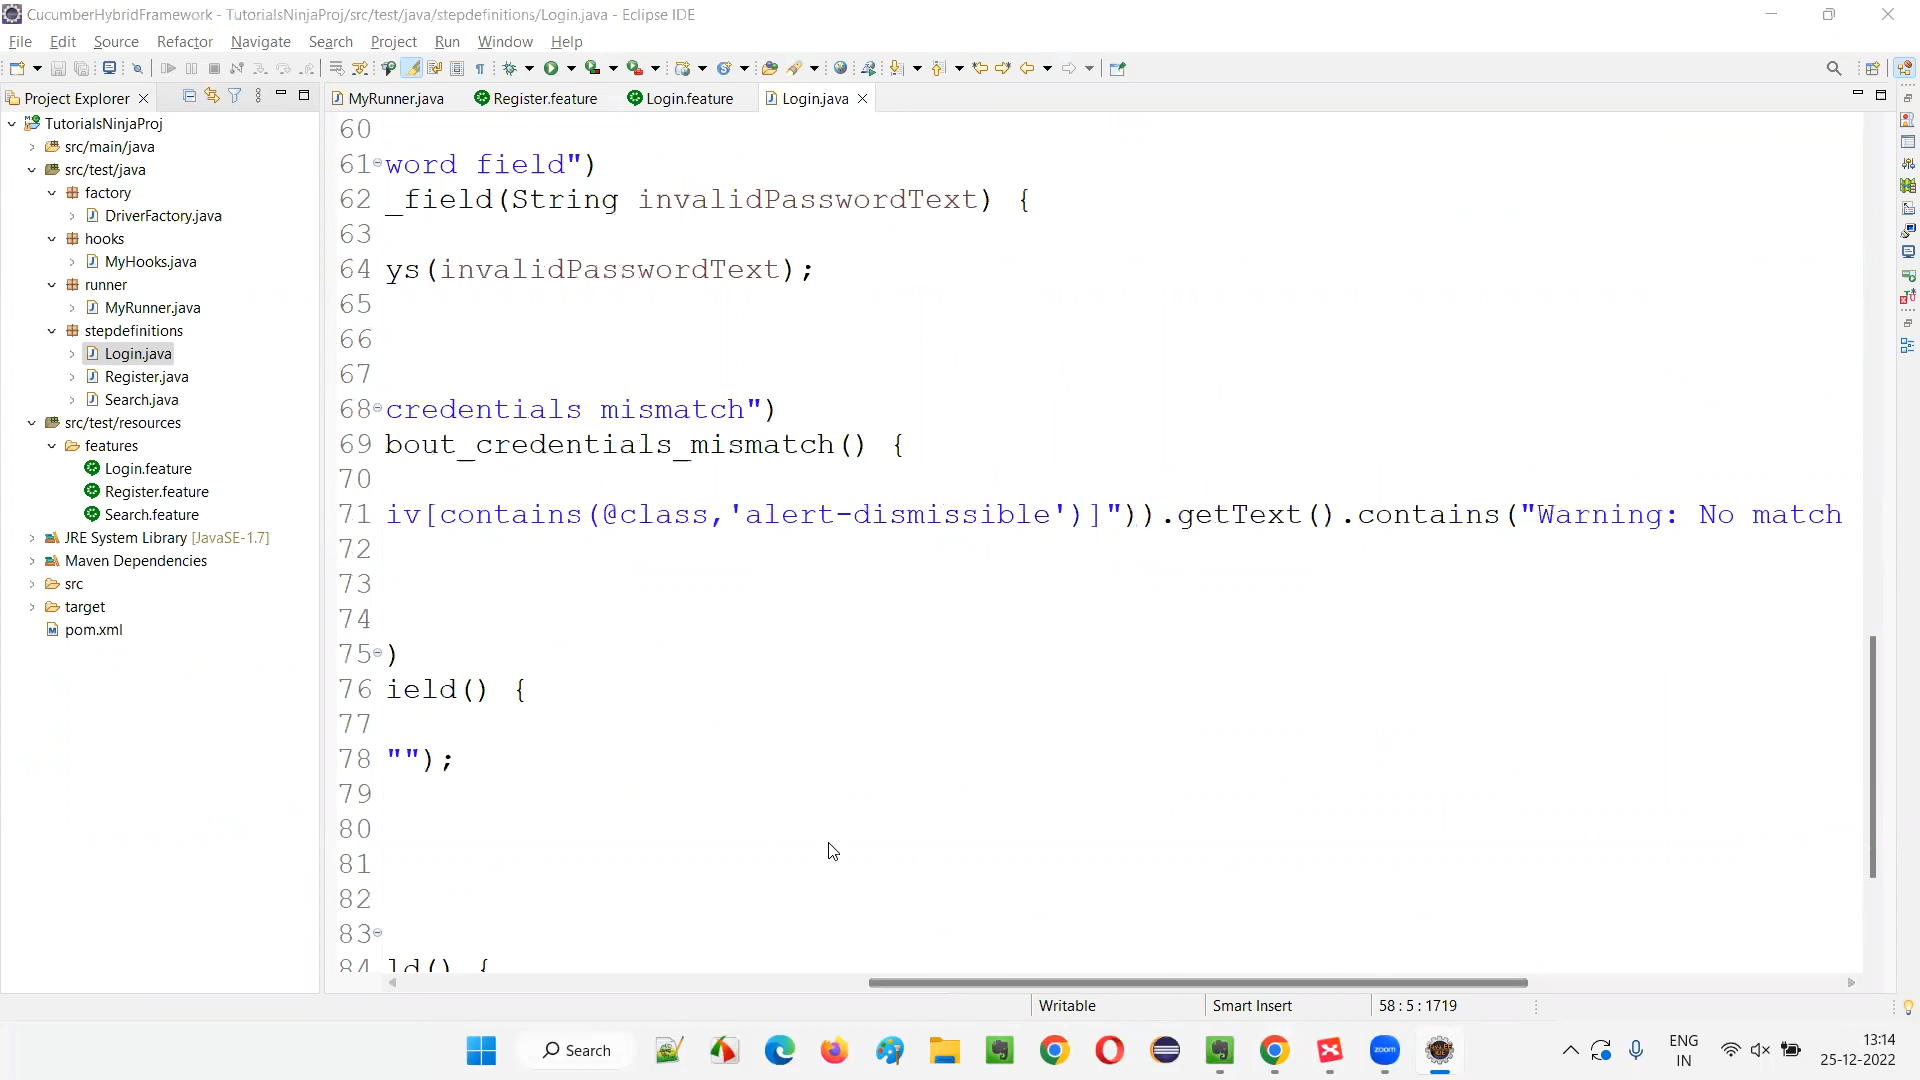 CucumberHybridFramework - TutorialsNinjaProj/src/test/java/stepdefinitions/Login.java - Eclipse IDE
File Edit Source Refactor Navigate Search Project Run Window Help
Project Explorer
MyRunner.java Register.feature Login.feature Login.java
TutorialsNinjaProj
src/main/java
src/test/java
factory
DriverFactory.java
hooks
MyHooks.java
runner
MyRunner.java
stepdefinitions
Login.java
Register.java
Search.java
src/test/resources
features
Login.feature
Register.feature
Search.feature
JRE System Library [JavaSE-1.7]
Maven Dependencies
src
target
pom.xml
60
61 word field")
62 _field(String invalidPasswordText) {
63
64 ys(invalidPasswordText);
65
66
67
68 credentials mismatch")
69 bout_credentials_mismatch() {
70
71 iv[contains(@class,'alert-dismissible')]")).getText().contains("Warning: No match
72
73
74
75 )
76 ield() {
77
78 "");
79
80
81
82
83
84 ld() {
Writable Smart Insert 58 : 5 : 1719
Search
zoom
ENG
IN
13:14
25-12-2022